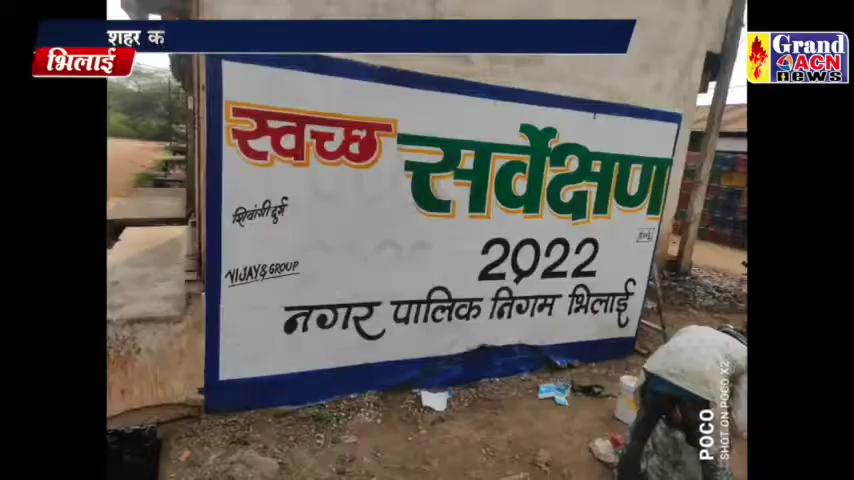 शहर क
भिलाई
Grand
ACN
news
स्वच्छ सर्वेक्षण
शिवांगी दुर्ग
VIJAY & GROUP
2022
नगर पालिक निगम भिलाई
POCO
SHOT ON POCO X2